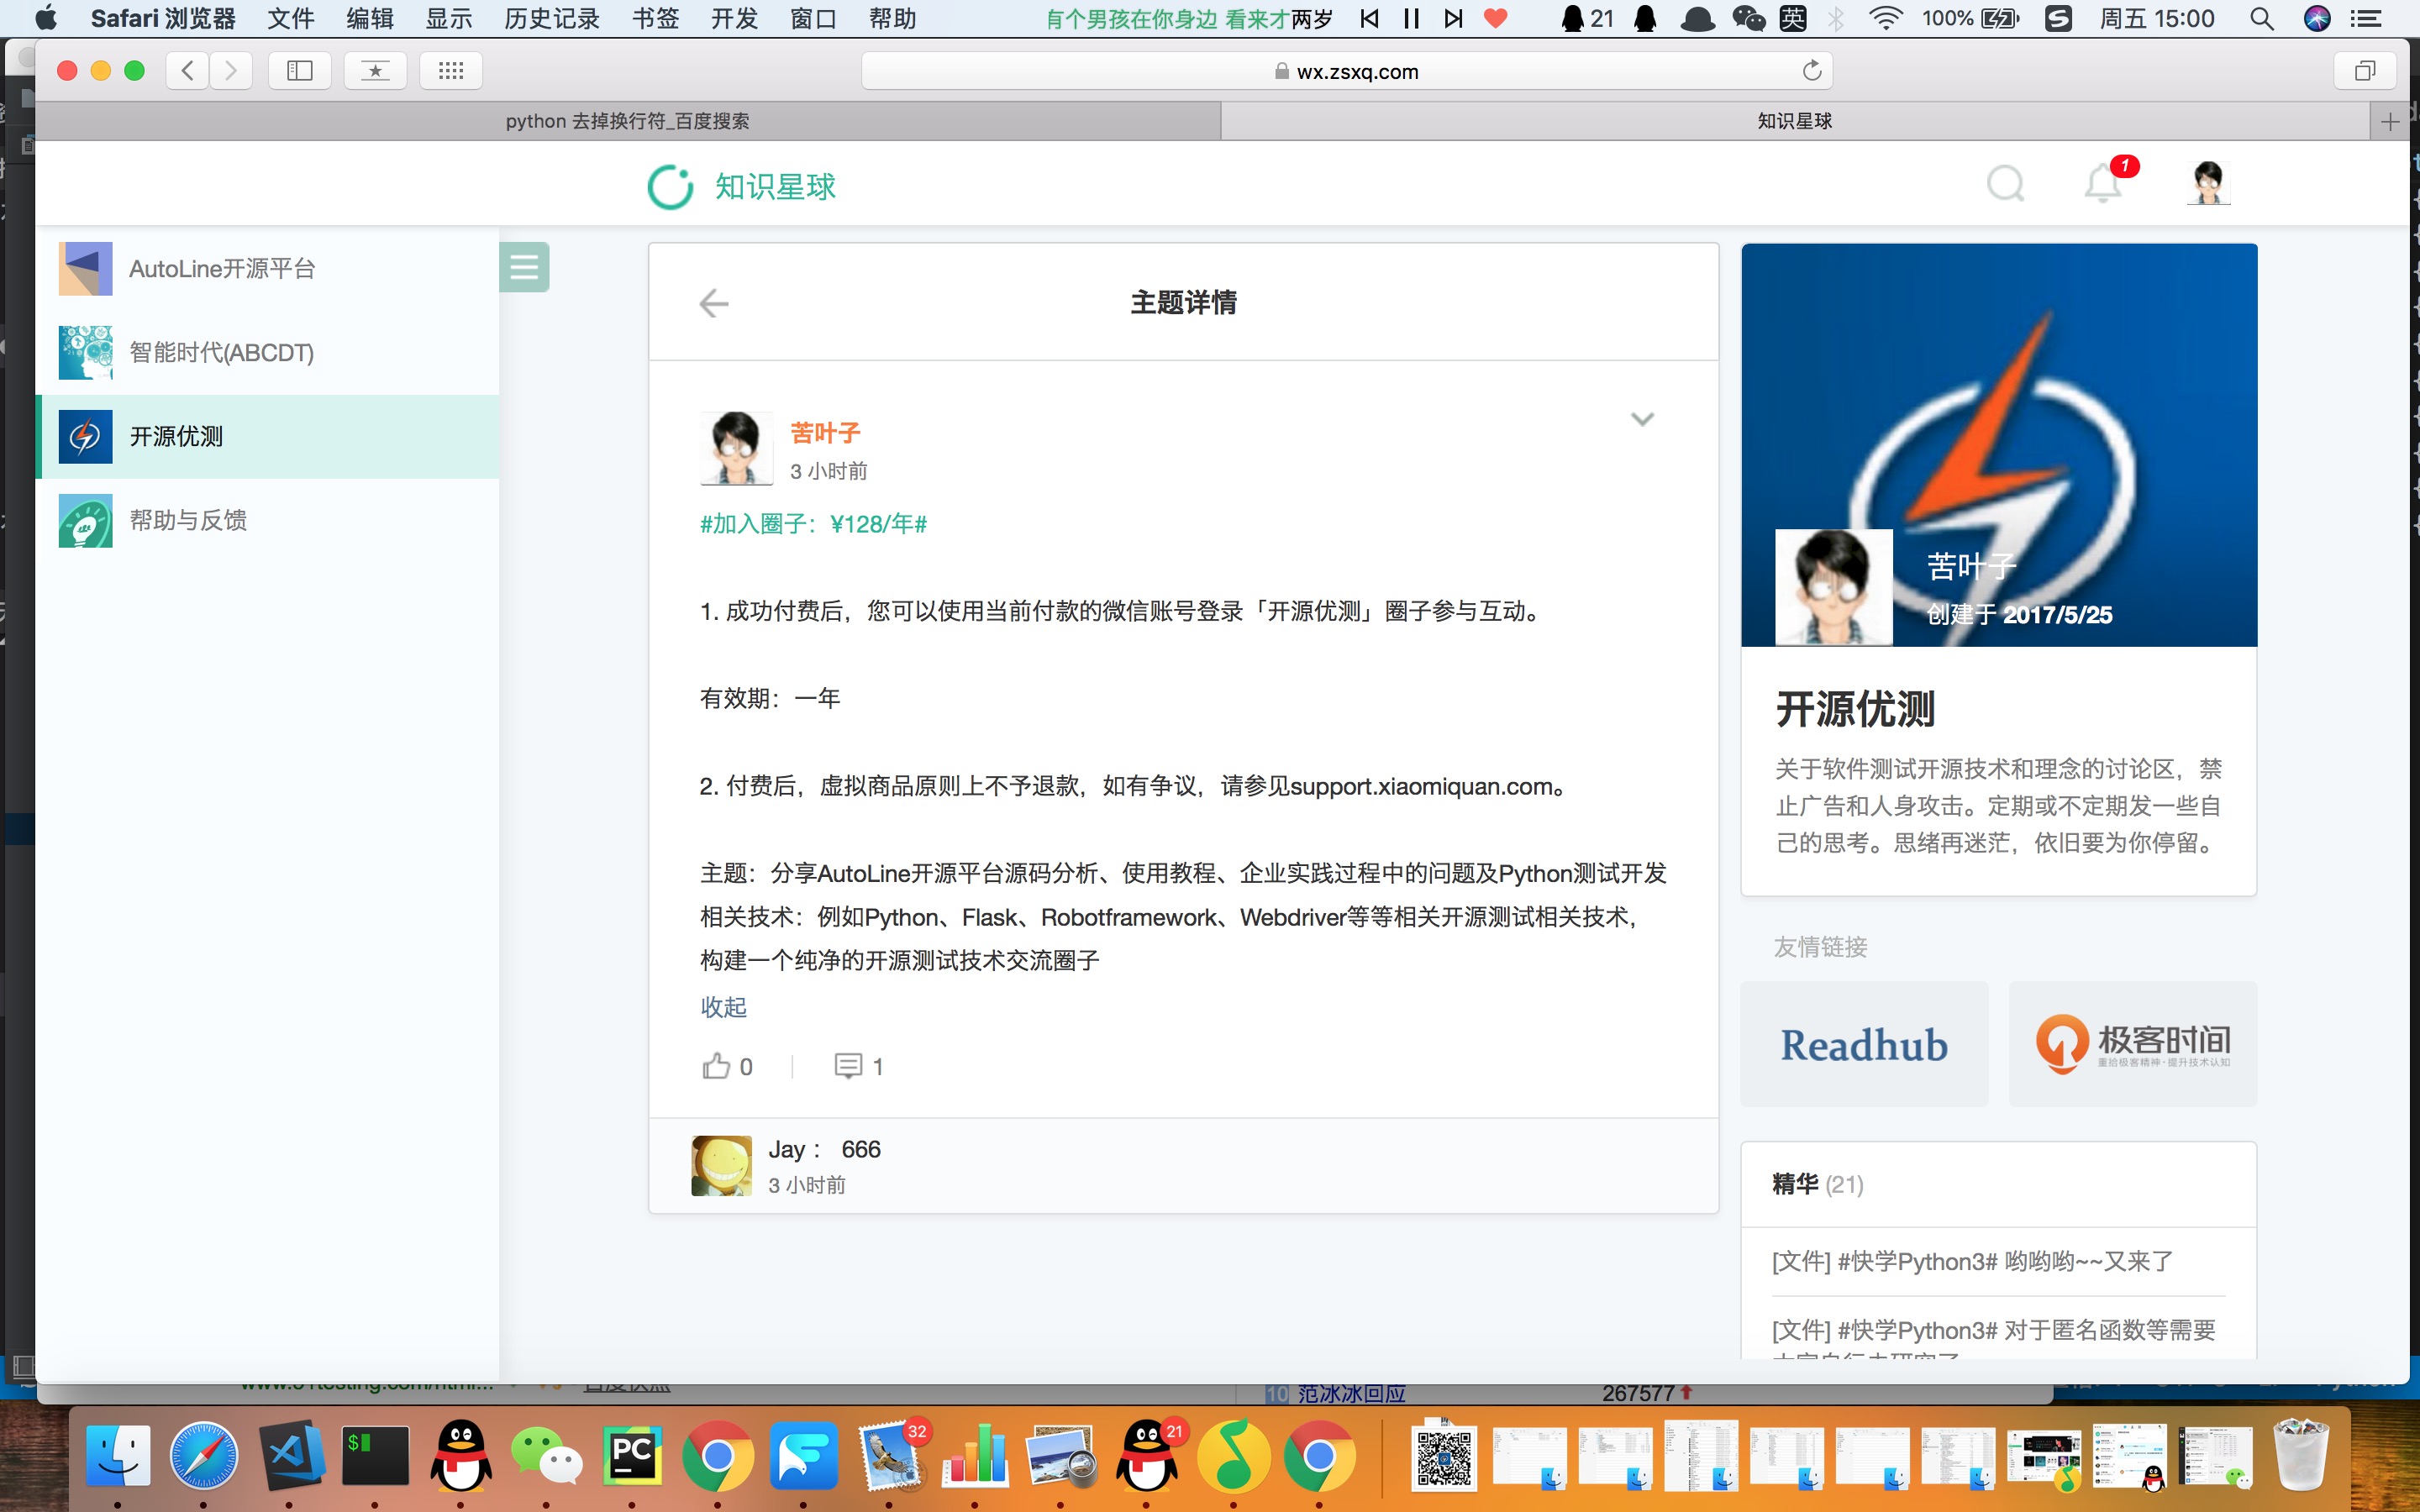 Safari 浏览器 文件 编辑 显示 历史记录 书签 开发 窗口 帮助
个男孩在你身边 看来才两岁
21
英
100%
周五 15:00
wx.zsxq.com
python 去掉换行符_百度搜索
知识星球
知识星球
1
AutoLine开源平台
智能时代(ABCDT)
开源优测
帮助与反馈
主题详情
苦叶子
3 小时前
#加入圈子：¥128/年#
1. 成功付费后，您可以使用当前付款的微信账号登录「开源优测」圈子参与互动。
有效期：一年
2. 付费后，虚拟商品原则上不予退款，如有争议，请参见support.xiaomiquan.com。
主题：分享AutoLine开源平台源码分析、使用教程、企业实践过程中的问题及Python测试开发
相关技术：例如Python、Flask、Robotframework、Webdriver等等相关开源测试相关技术，
构建一个纯净的开源测试技术交流圈子
收起
0
1
Jay： 666
3 小时前
苦叶子
创建于 2017/5/25
开源优测
关于软件测试开源技术和理念的讨论区，禁
止广告和人身攻击。定期或不定期发一些自
己的思考。思绪再迷茫，依旧要为你停留。
友情链接
Readhub
极客时间
重拾极客精神·提升技术认知
精华 (21)
[文件] #快学Python3# 哟哟哟~~又来了
[文件] #快学Python3# 对于匿名函数等需要
10 范冰冰回应 267577
$
PC
32
21